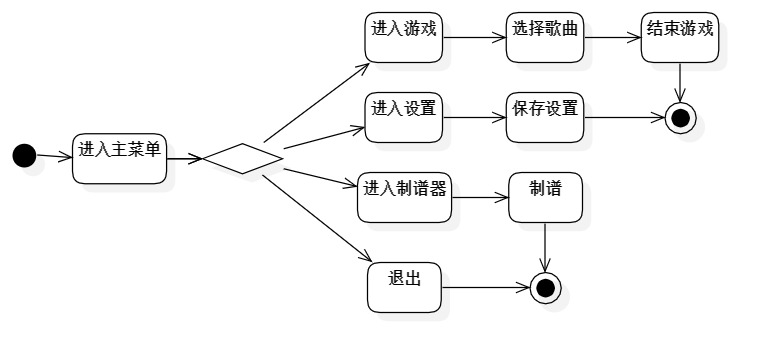 进入游戏
选择歌曲
结束游戏
进入设置
保存设置
进入主菜单
进入制谱器
制谱
退出